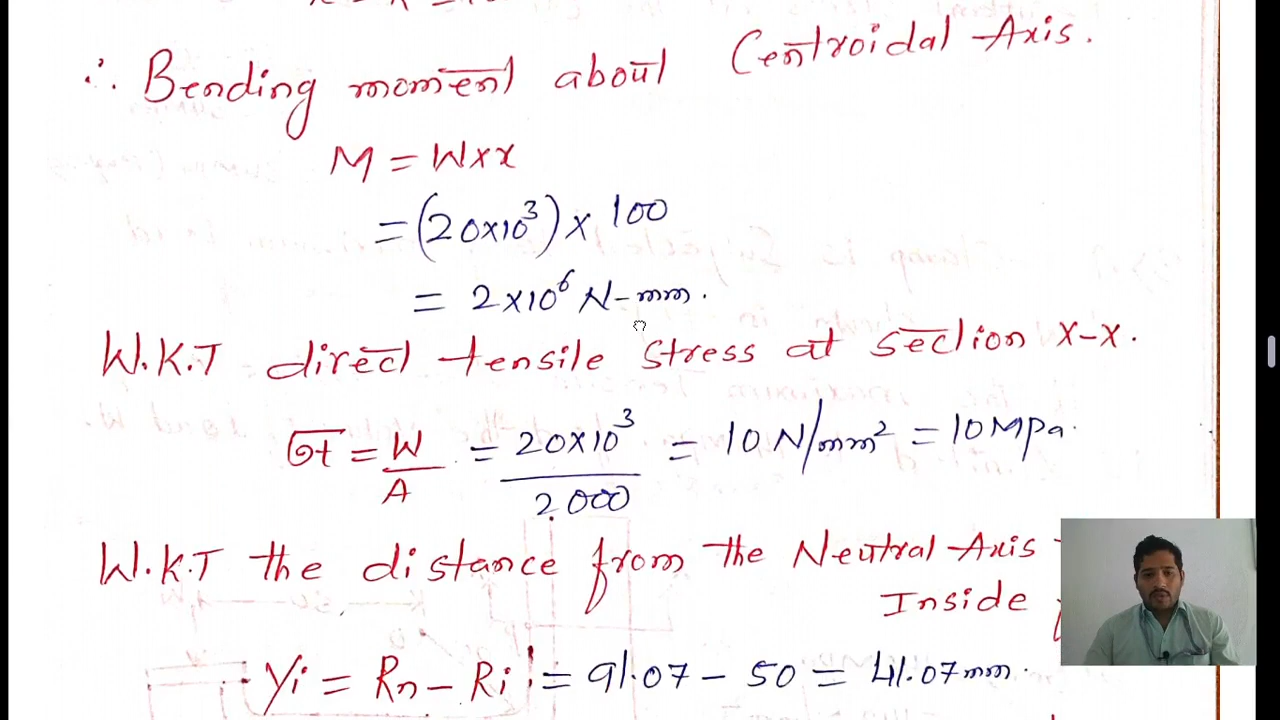 ∴ Bending moment about Centroidal Axis.
M = W×x
= (20×10³) × 100
= 2×10⁶ N-mm.
W.K.T direct tensile stress at section X-X.
σt = W/A = 20×10³/2000 = 10 N/mm² = 10 MPa.
W.K.T the distance from the Neutral Axis
Inside
Yi = Rn - Ri = 91.07 - 50 = 41.07mm.